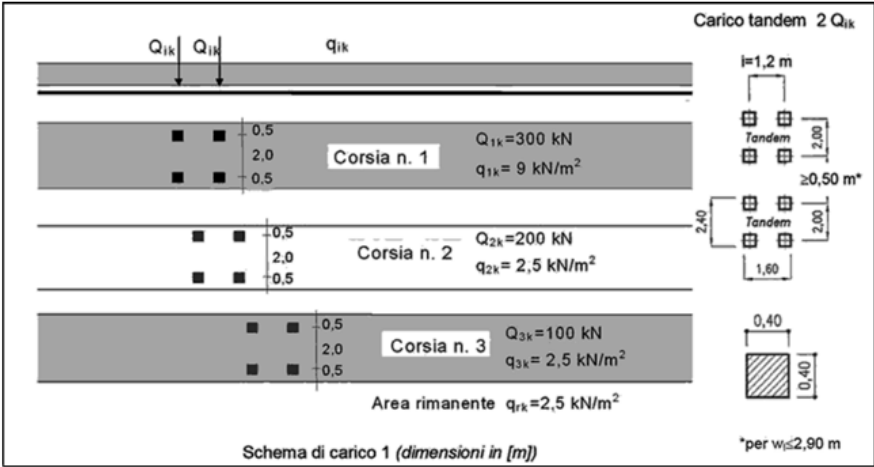 Carico tandem 2 Qik
Qik Qik qik
i=1,2 m
0,5
2,0
0,5
Corsia n. 1
Q1k=300 kN
q1k= 9 kN/m²
Tandem
2,00
≥0,50 m*
0,5
2,0
0,5
Corsia n. 2
Q2k=200 kN
q2k= 2,5 kN/m²
2,40
Tandem
2,00
1,60
0,5
2,0
0,5
Corsia n. 3
Q3k=100 kN
q3k= 2,5 kN/m²
0,40
0,40
Area rimanente qrk=2,5 kN/m²
*per wl≤2,90 m
Schema di carico 1 (dimensioni in [m])